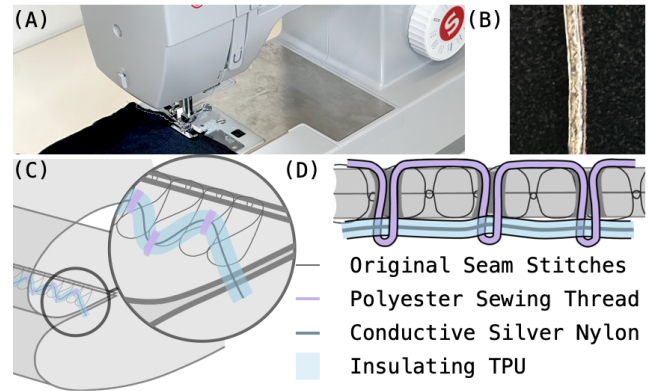 (A)
(B)
(C)
(D)
Original Seam Stitches
Polyester Sewing Thread
Conductive Silver Nylon
Insulating TPU
S